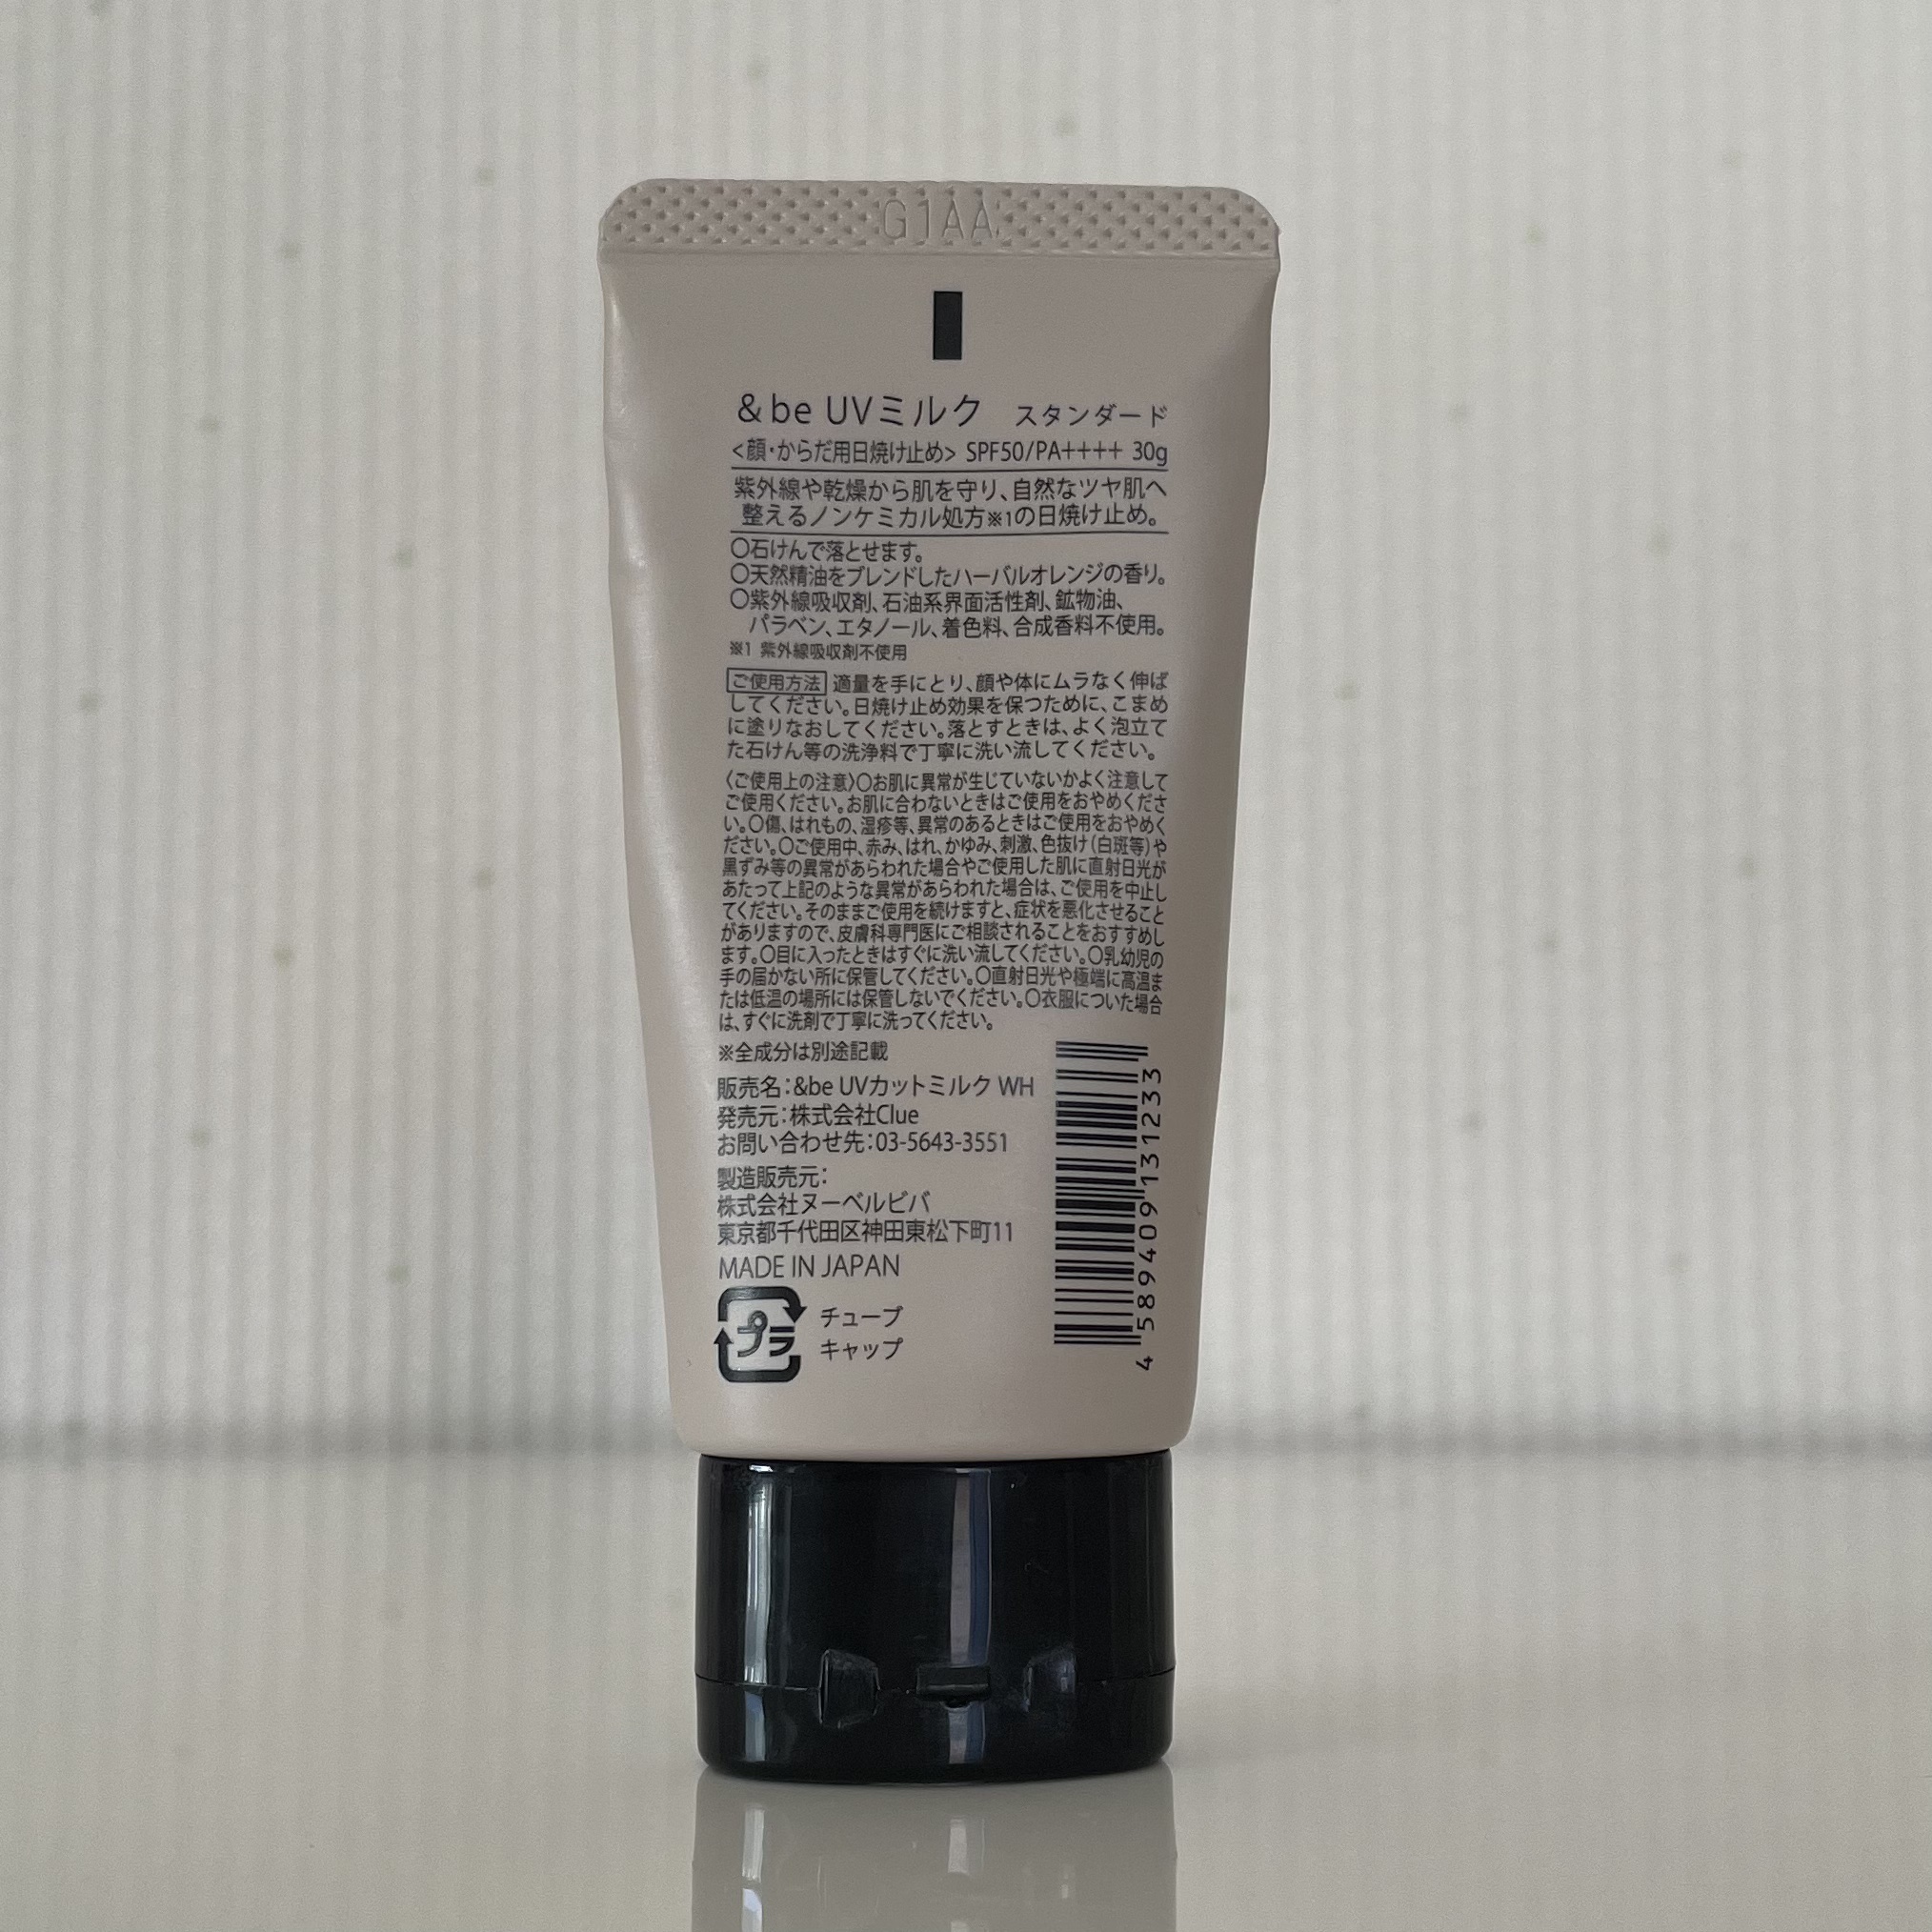 G1AA
&be UVミルク スタンダード
<顔・からだ用日焼け止め> SPF50/PA++++ 30g
紫外線や乾燥から肌を守り、自然なツヤ肌へ
整えるノンケミカル処方※1の日焼け止め。
○石けんで落とせます。
○天然精油をブレンドしたハーバルオレンジの香り。
○紫外線吸収剤、石油系界面活性剤、鉱物油、
パラベン、エタノール、着色料、合成香料不使用。
※1 紫外線吸収剤不使用
ご使用方法 適量を手にとり、顔や体にムラなく伸ば
してください。日焼け止め効果を保つために、こまめ
に塗りなおしてください。落とすときは、よく泡立て
た石けん等の洗浄料で丁寧に洗い流してください。
〈ご使用上の注意〉○お肌に異常が生じていないかよく注意して
ご使用ください。お肌に合わないときはご使用をおやめくださ
い。○傷、はれもの、湿疹等、異常のあるときはご使用をおやめく
ださい。○ご使用中、赤み、はれ、かゆみ、刺激、色抜け(白斑等)や
黒ずみ等の異常があらわれた場合やご使用した肌に直射日光が
あたって上記のような異常があらわれた場合は、ご使用を中止し
てください。そのままご使用を続けますと、症状を悪化させること
がありますので、皮膚科専門医にご相談されることをおすすめし
ます。○目に入ったときはすぐに洗い流してください。○乳幼児の
手の届かない所に保管してください。○直射日光や極端に高温ま
たは低温の場所には保管しないでください。○衣服についた場合
は、すぐに洗剤で丁寧に洗ってください。
※全成分は別途記載
販売名：&be UVカットミルク WH
発売元：株式会社Clue
お問い合わせ先：03-5643-3551
製造販売元：
株式会社ヌーベルビバ
東京都千代田区神田東松下町11
MADE IN JAPAN
プラ
チューブ
キャップ
4 589409 131233